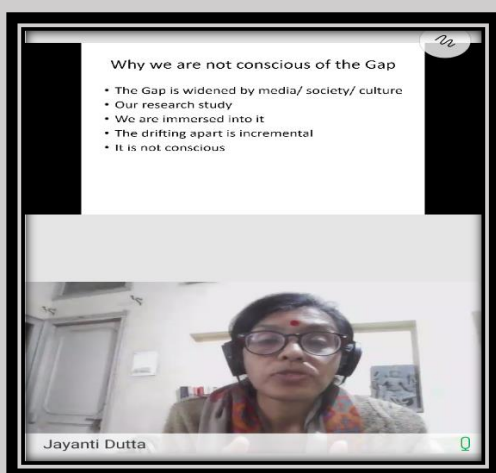 Why we are not conscious of the Gap
• The Gap is widened by media/ society/ culture
• Our research study
• We are immersed into it
• The drifting apart is incremental
• It is not conscious
Jayanti Dutta